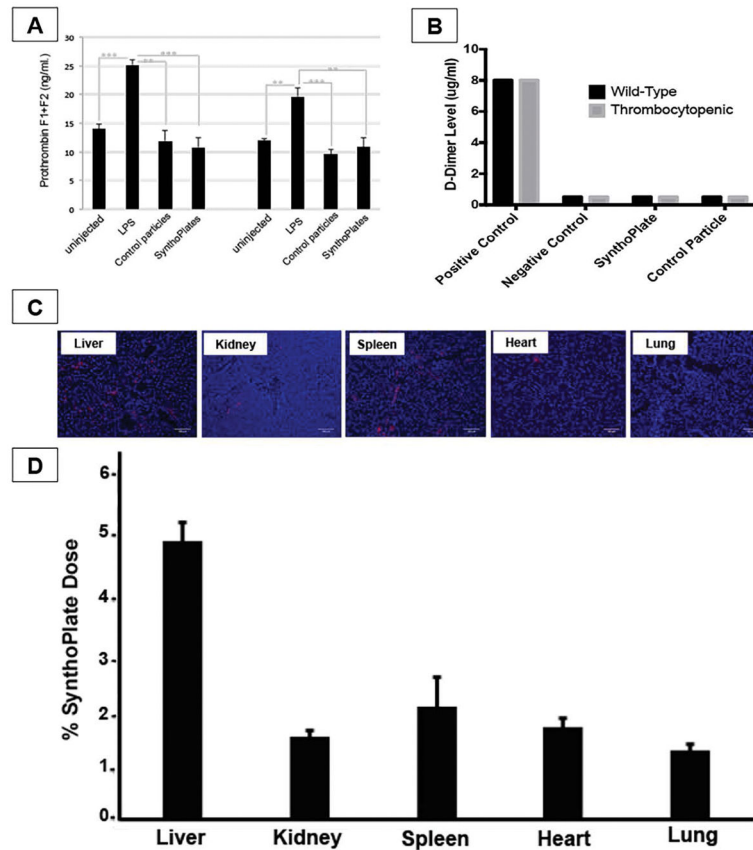 A
Prothrombin F1+F2 (ng/ml.)
30
25
20
15
10
5
0
***
***
**
**
**
***
uninjected
LPS
Control particles
SynthoPlates
uninjected
LPS
Control particles
SynthoPlates
B
D-Dimer Level (ug/ml)
10
8
6
4
2
0
Wild-Type
Thrombocytopenic
Positive Control
Negative Control
SynthoPlate
Control Particle
C
Liver
Kidney
Spleen
Heart
Lung
D
% SynthoPlate Dose
6
5
4
3
2
1
0
Liver
Kidney
Spleen
Heart
Lung